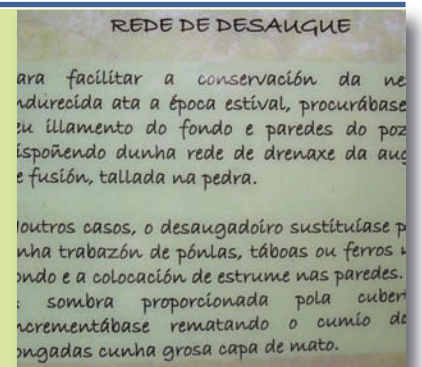 REDE DE DESAUGUE
ara facilitar a conservación da ne
ndurecida ata a época estival, procurábase
eu illamento do fondo e paredes do poz
ispoñendo dunha rede de drenaxe da aug
e fusión, tallada na pedra.
outros casos, o desaugadoiro sustituíase p
nha trabazón de pónlas, táboas ou ferros
ondo e a colocación de estrume nas paredes.
sombra proporcionada pola cuber
ncrementábase rematando o cumio do
ongadas cunha grosa capa de mato.